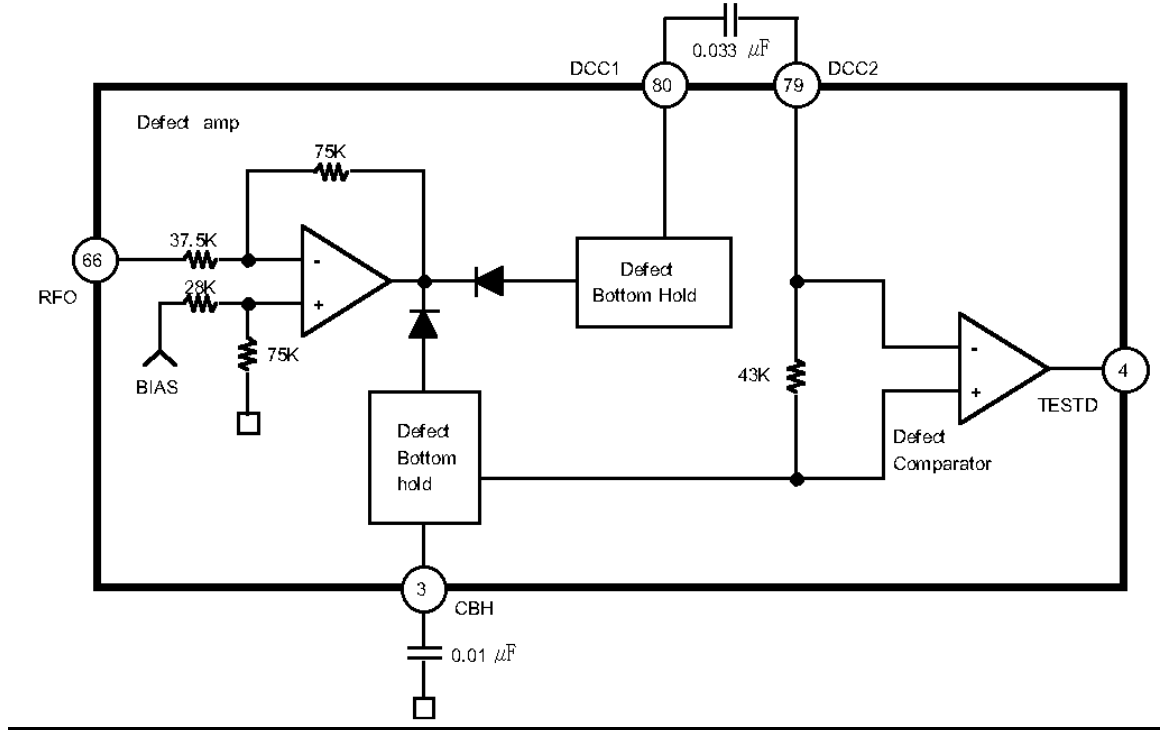 0.033 μF
DCC1
80
79
DCC2
Defect amp
75K
66
RFO
37.5K
28K
-
+
75K
BIAS
Defect
Bottom Hold
43K
-
+
4
TESTD
Defect
Comparator
Defect
Bottom
hold
3
CBH
0.01 μF